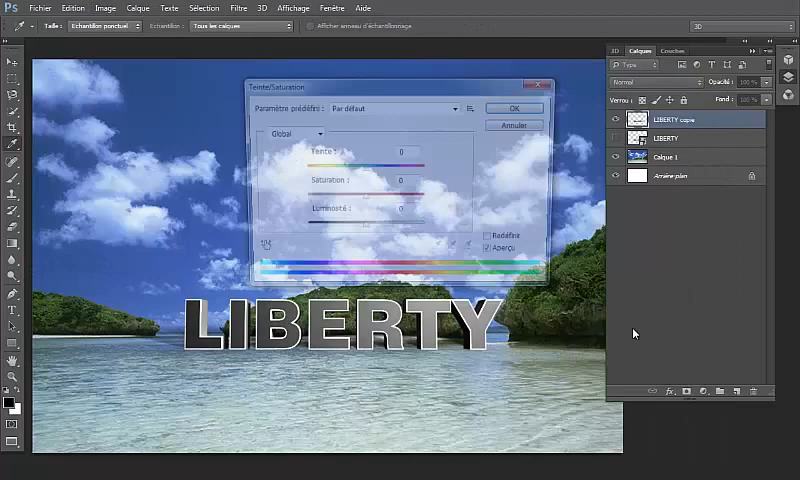 Ps Fichier Edition Image Calque Texte Sélection Filtre 3D Affichage Fenêtre Aide
Taille : Echantillon ponctuel Echantillon : Tous les calques Afficher anneau d'échantillonnage 3D
3D Calques Couches
Type
Normal Opacité : 100 %
Verrou : Fond : 100 %
LIBERTY copie
LIBERTY
Calque 1
Arrière-plan
Teinte/Saturation
Paramètre prédéfini : Par défaut OK
Annuler
Global
Teinte : 0
Saturation : 0
Luminosité : 0
Redéfinir
Aperçu
LIBERTY
fx